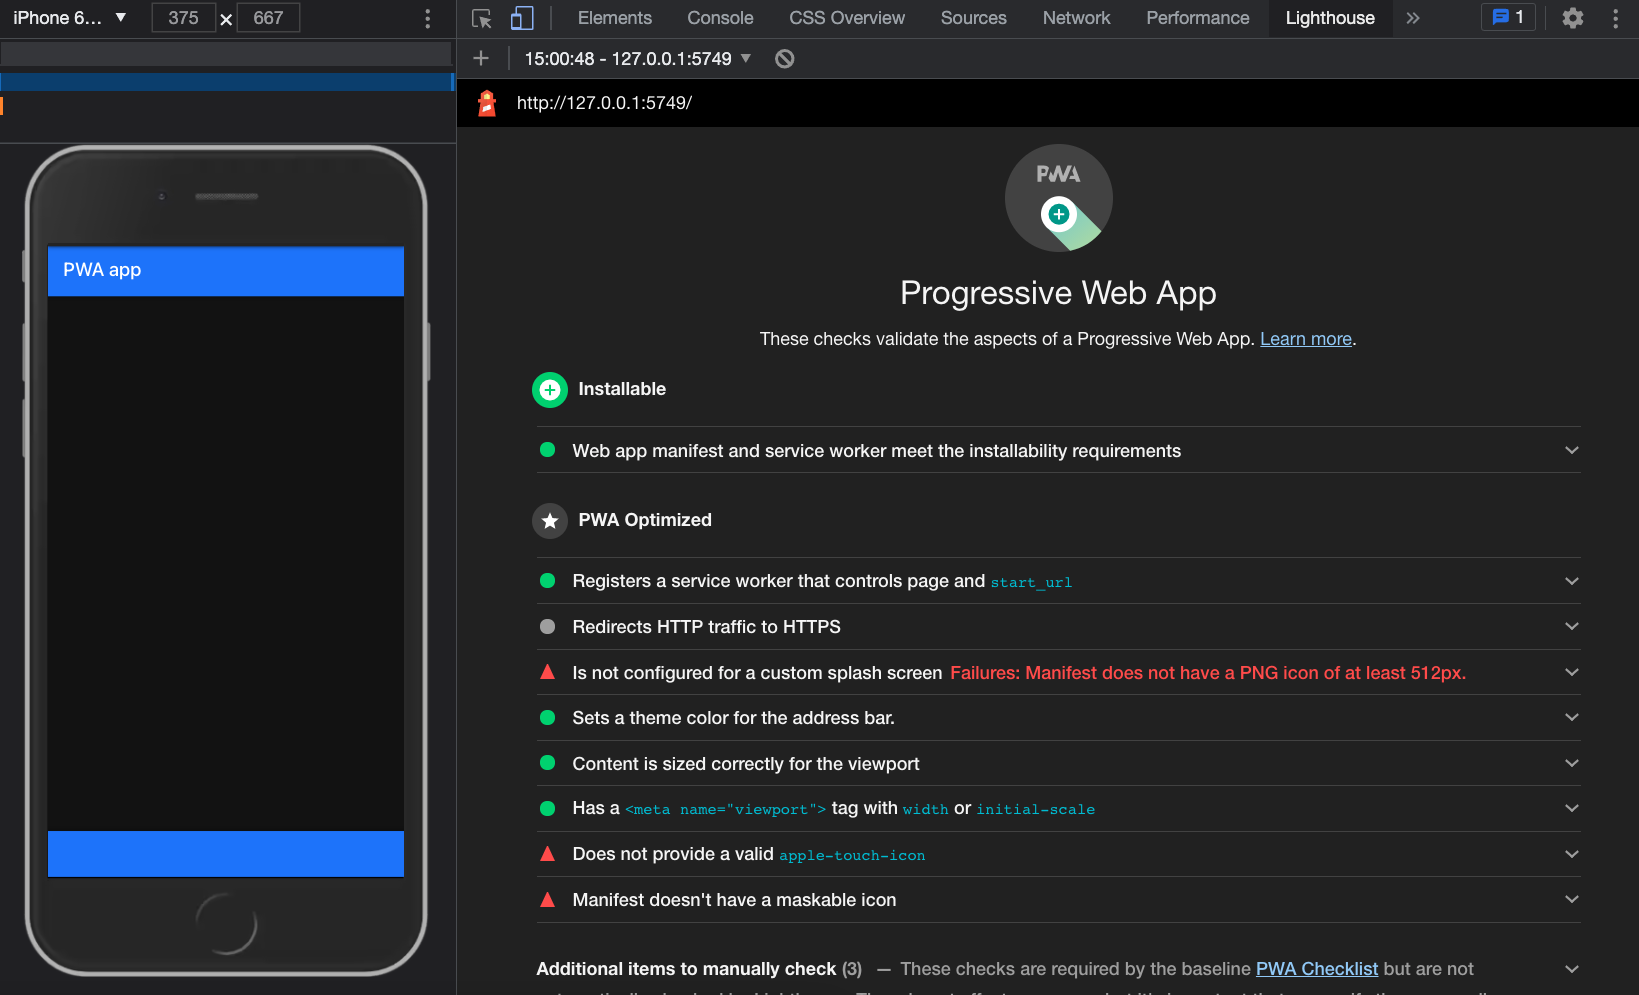 iPhone 6... ▼ 375 × 667
Elements Console CSS Overview Sources Network Performance Lighthouse » 1
+ 15:00:48 - 127.0.0.1:5749 ▼
http://127.0.0.1:5749/
PWA
PWA app
Progressive Web App
These checks validate the aspects of a Progressive Web App. Learn more.
Installable
Web app manifest and service worker meet the installability requirements
PWA Optimized
Registers a service worker that controls page and start_url
Redirects HTTP traffic to HTTPS
Is not configured for a custom splash screen Failures: Manifest does not have a PNG icon of at least 512px.
Sets a theme color for the address bar.
Content is sized correctly for the viewport
Has a <meta name="viewport"> tag with width or initial-scale
Does not provide a valid apple-touch-icon
Manifest doesn't have a maskable icon
Additional items to manually check (3) — These checks are required by the baseline PWA Checklist but are not